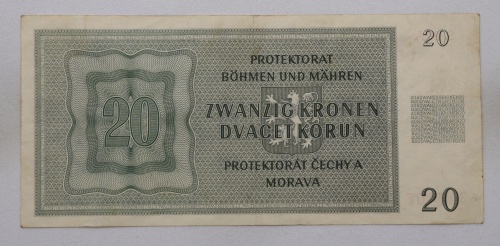 20
PROTEKTORAT
BÖHMEN UND MÄHREN
ZWANZIG KRONEN
DVACET KORUN
PROTEKTORÁT ČECHY A
MORAVA
20
20